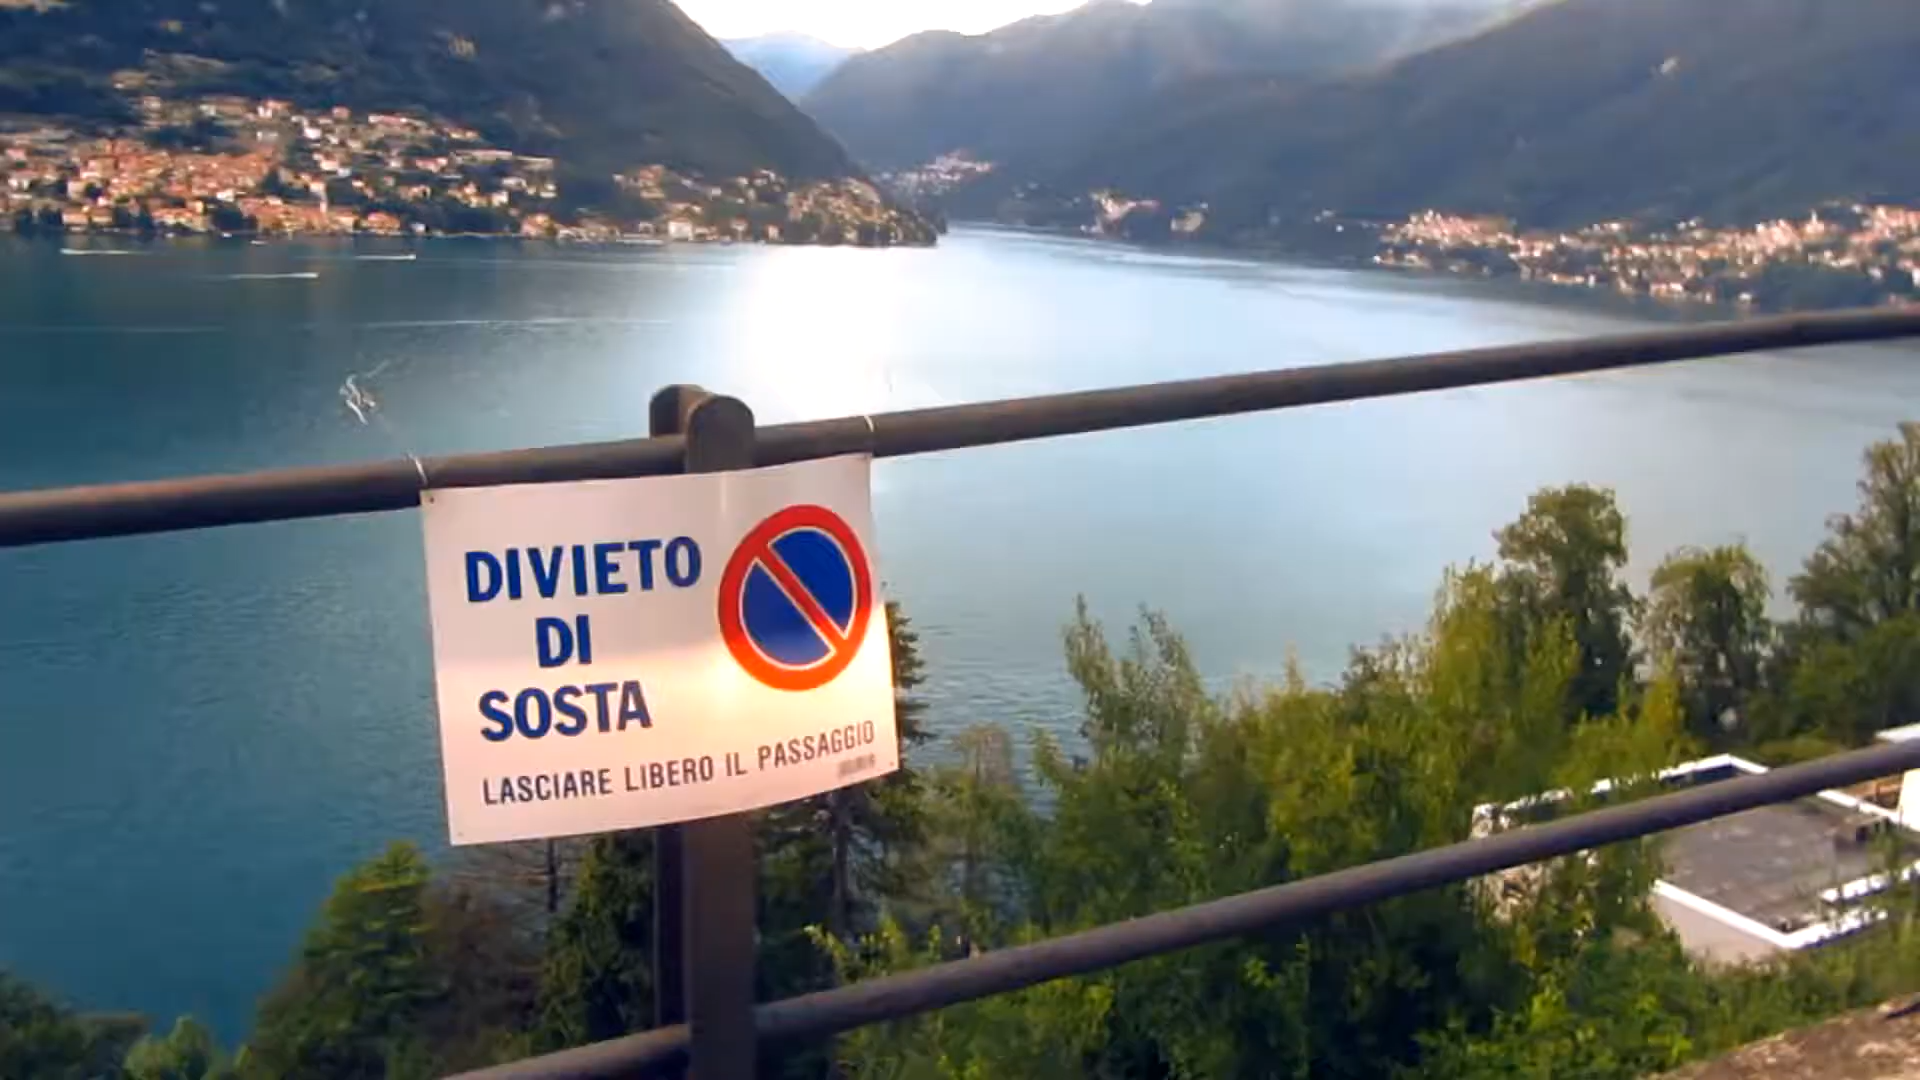 DIVIETO
DI
SOSTA
LASCIARE LIBERO IL PASSAGGIO